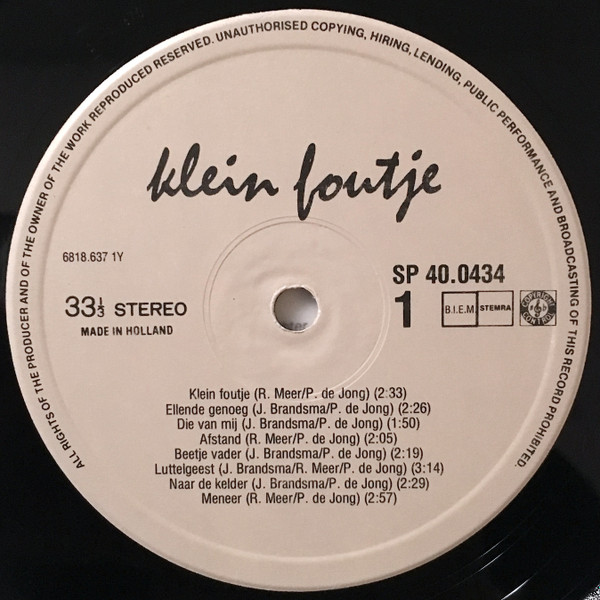 ALL RIGHTS OF THE PRODUCER AND OF THE OWNER OF THE WORK REPRODUCED RESERVED. UNAUTHORISED COPYING, HIRING, LENDING, PUBLIC PERFORMANCE AND BROADCASTING OF THIS RECORD PROHIBITED.
klein foutje
6818.637 1Y
SP 40.0434
33⅓ STEREO
1
B.I.E.M STEMRA
COPYRIGHT CONTROL
MADE IN HOLLAND
Klein foutje (R. Meer/P. de Jong) (2:33)
Ellende genoeg (J. Brandsma/P. de Jong) (2:26)
Die van mij (J. Brandsma/P. de Jong) (1:50)
Afstand (R. Meer/P. de Jong) (2:05)
Beetje vader (J. Brandsma/P. de Jong) (2:19)
Luttelgeest (J. Brandsma/R. Meer/P. de Jong) (3:14)
Naar de kelder (J. Brandsma/P. de Jong) (2:29)
Meneer (R. Meer/P. de Jong) (2:57)